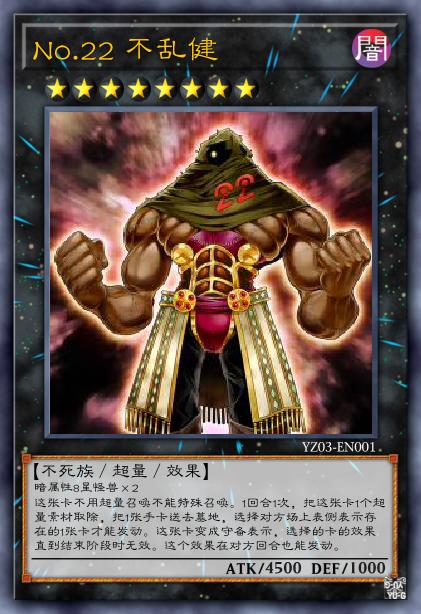 No.22 不乱健
闇
22
YZ03-EN001
【不死族／超量／效果】
暗属性8星怪兽×2
这张卡不用超量召唤不能特殊召唤。1回合1次，把这张卡1个超
量素材取除，把1张手卡送去墓地，选择对方场上表侧表示存
在的1张卡才能发动。这张卡变成守备表示，选择的卡的效果
直到结束阶段时无效。这个效果在对方回合也能发动。
ATK/4500 DEF/1000